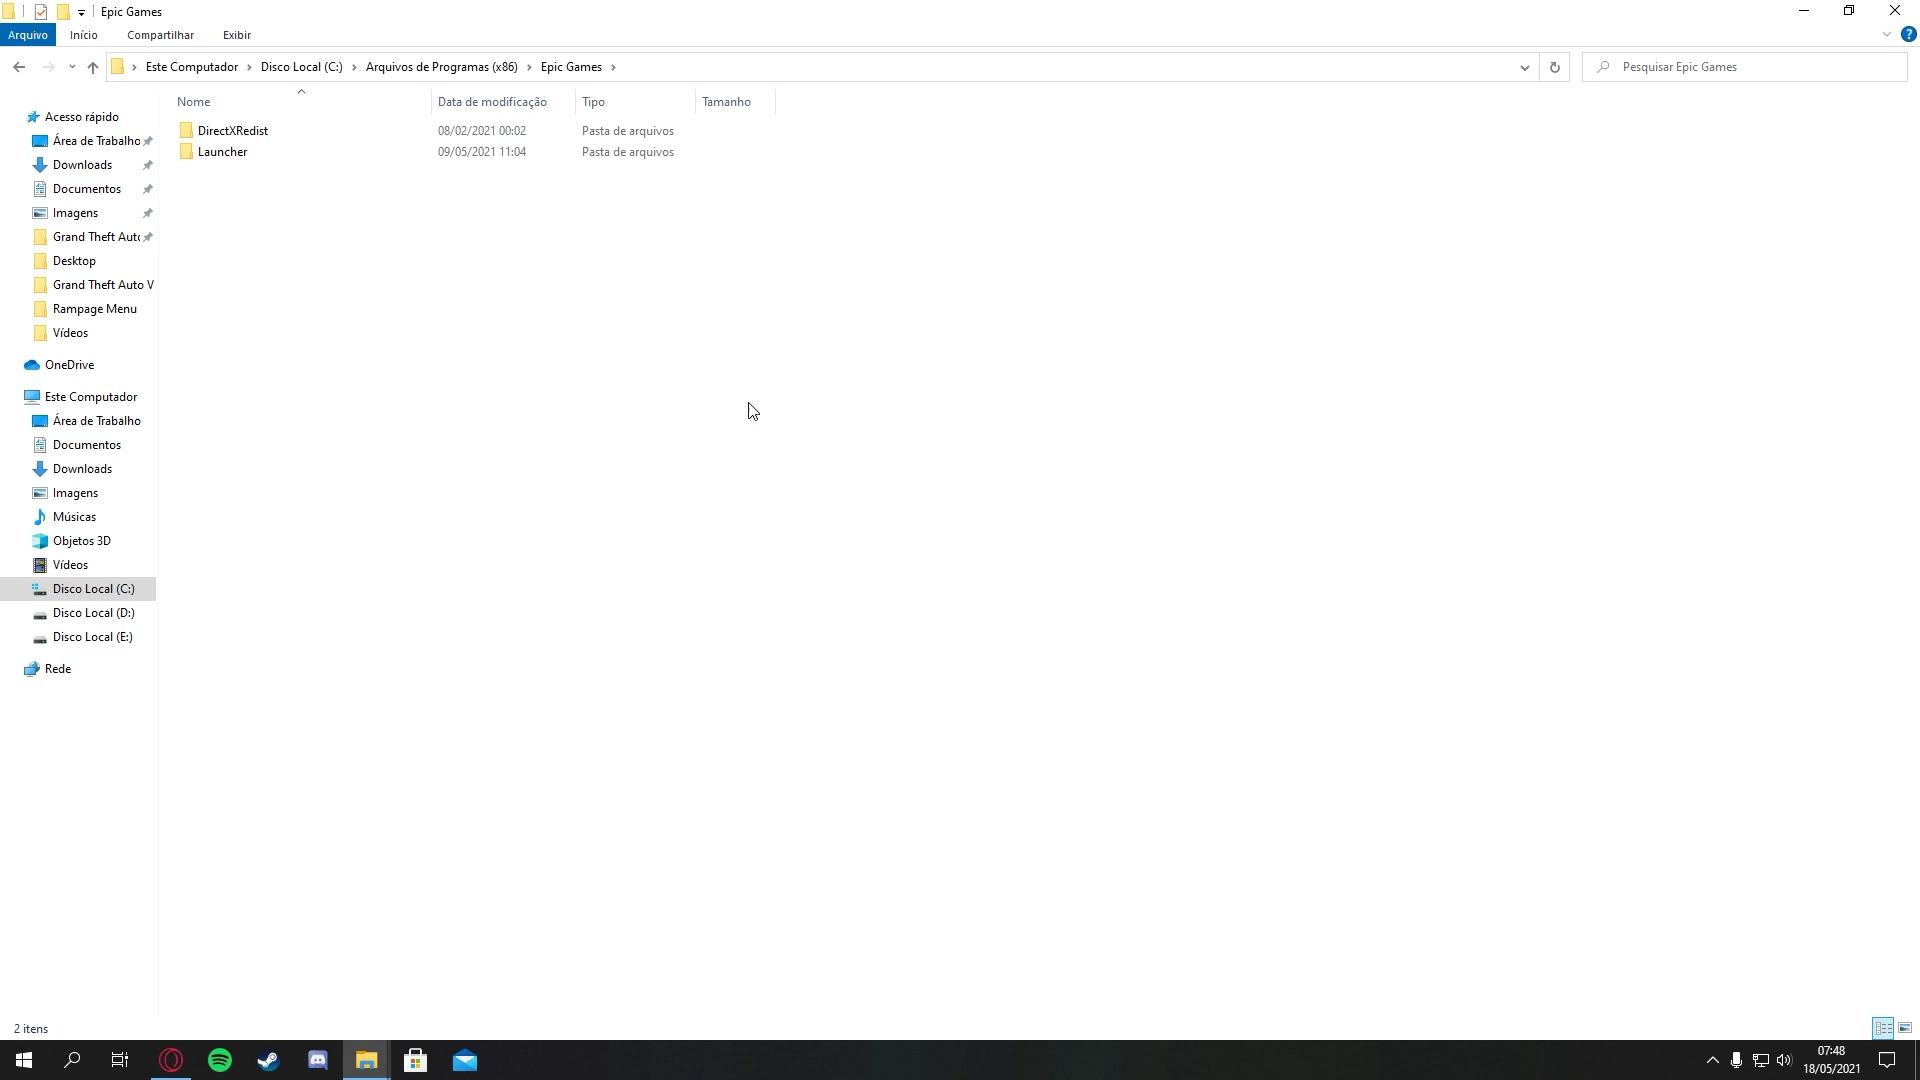 Epic Games
Arquivo Início Compartilhar Exibir
Este Computador Disco Local (C:) Arquivos de Programas (x86) Epic Games
Pesquisar Epic Games
Nome Data de modificação Tipo Tamanho
DirectXRedist 08/02/2021 00:02 Pasta de arquivos
Launcher 09/05/2021 11:04 Pasta de arquivos
Acesso rápido
Área de Trabalho
Downloads
Documentos
Imagens
Grand Theft Aut
Desktop
Grand Theft Auto V
Rampage Menu
Vídeos
OneDrive
Este Computador
Área de Trabalho
Documentos
Downloads
Imagens
Músicas
Objetos 3D
Vídeos
Disco Local (C:)
Disco Local (D:)
Disco Local (E:)
Rede
2 itens
07:48
18/05/2021